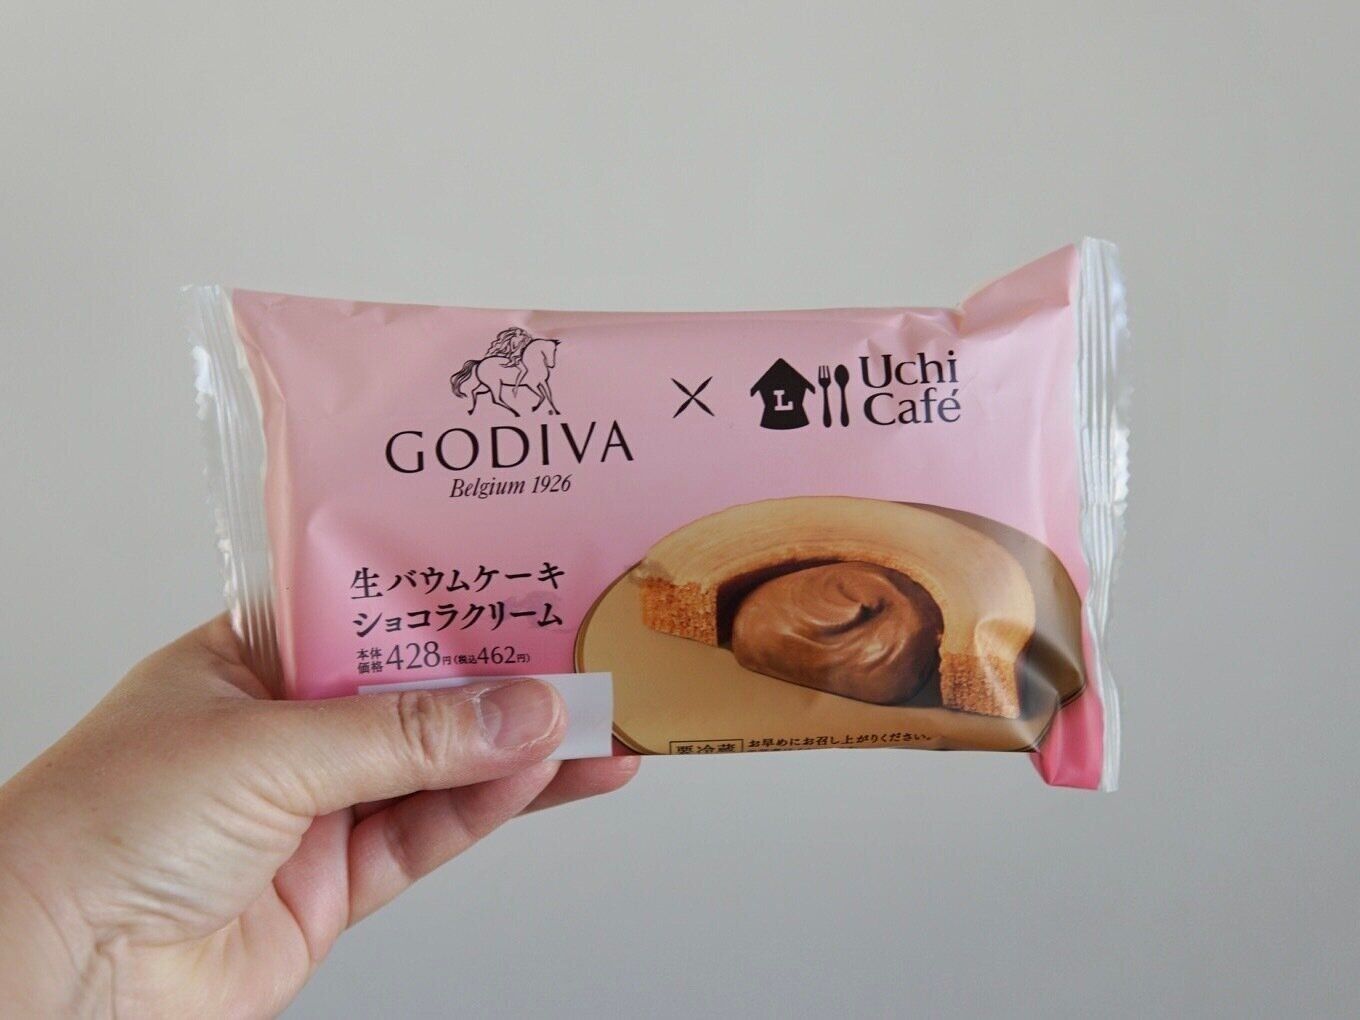 GODIVA
Belgium 1926
×
L
Uchi
Café
生バウムケーキ
ショコラクリーム
本体価格428円(税込462円)
要冷蔵 お早めにお召し上がりください。